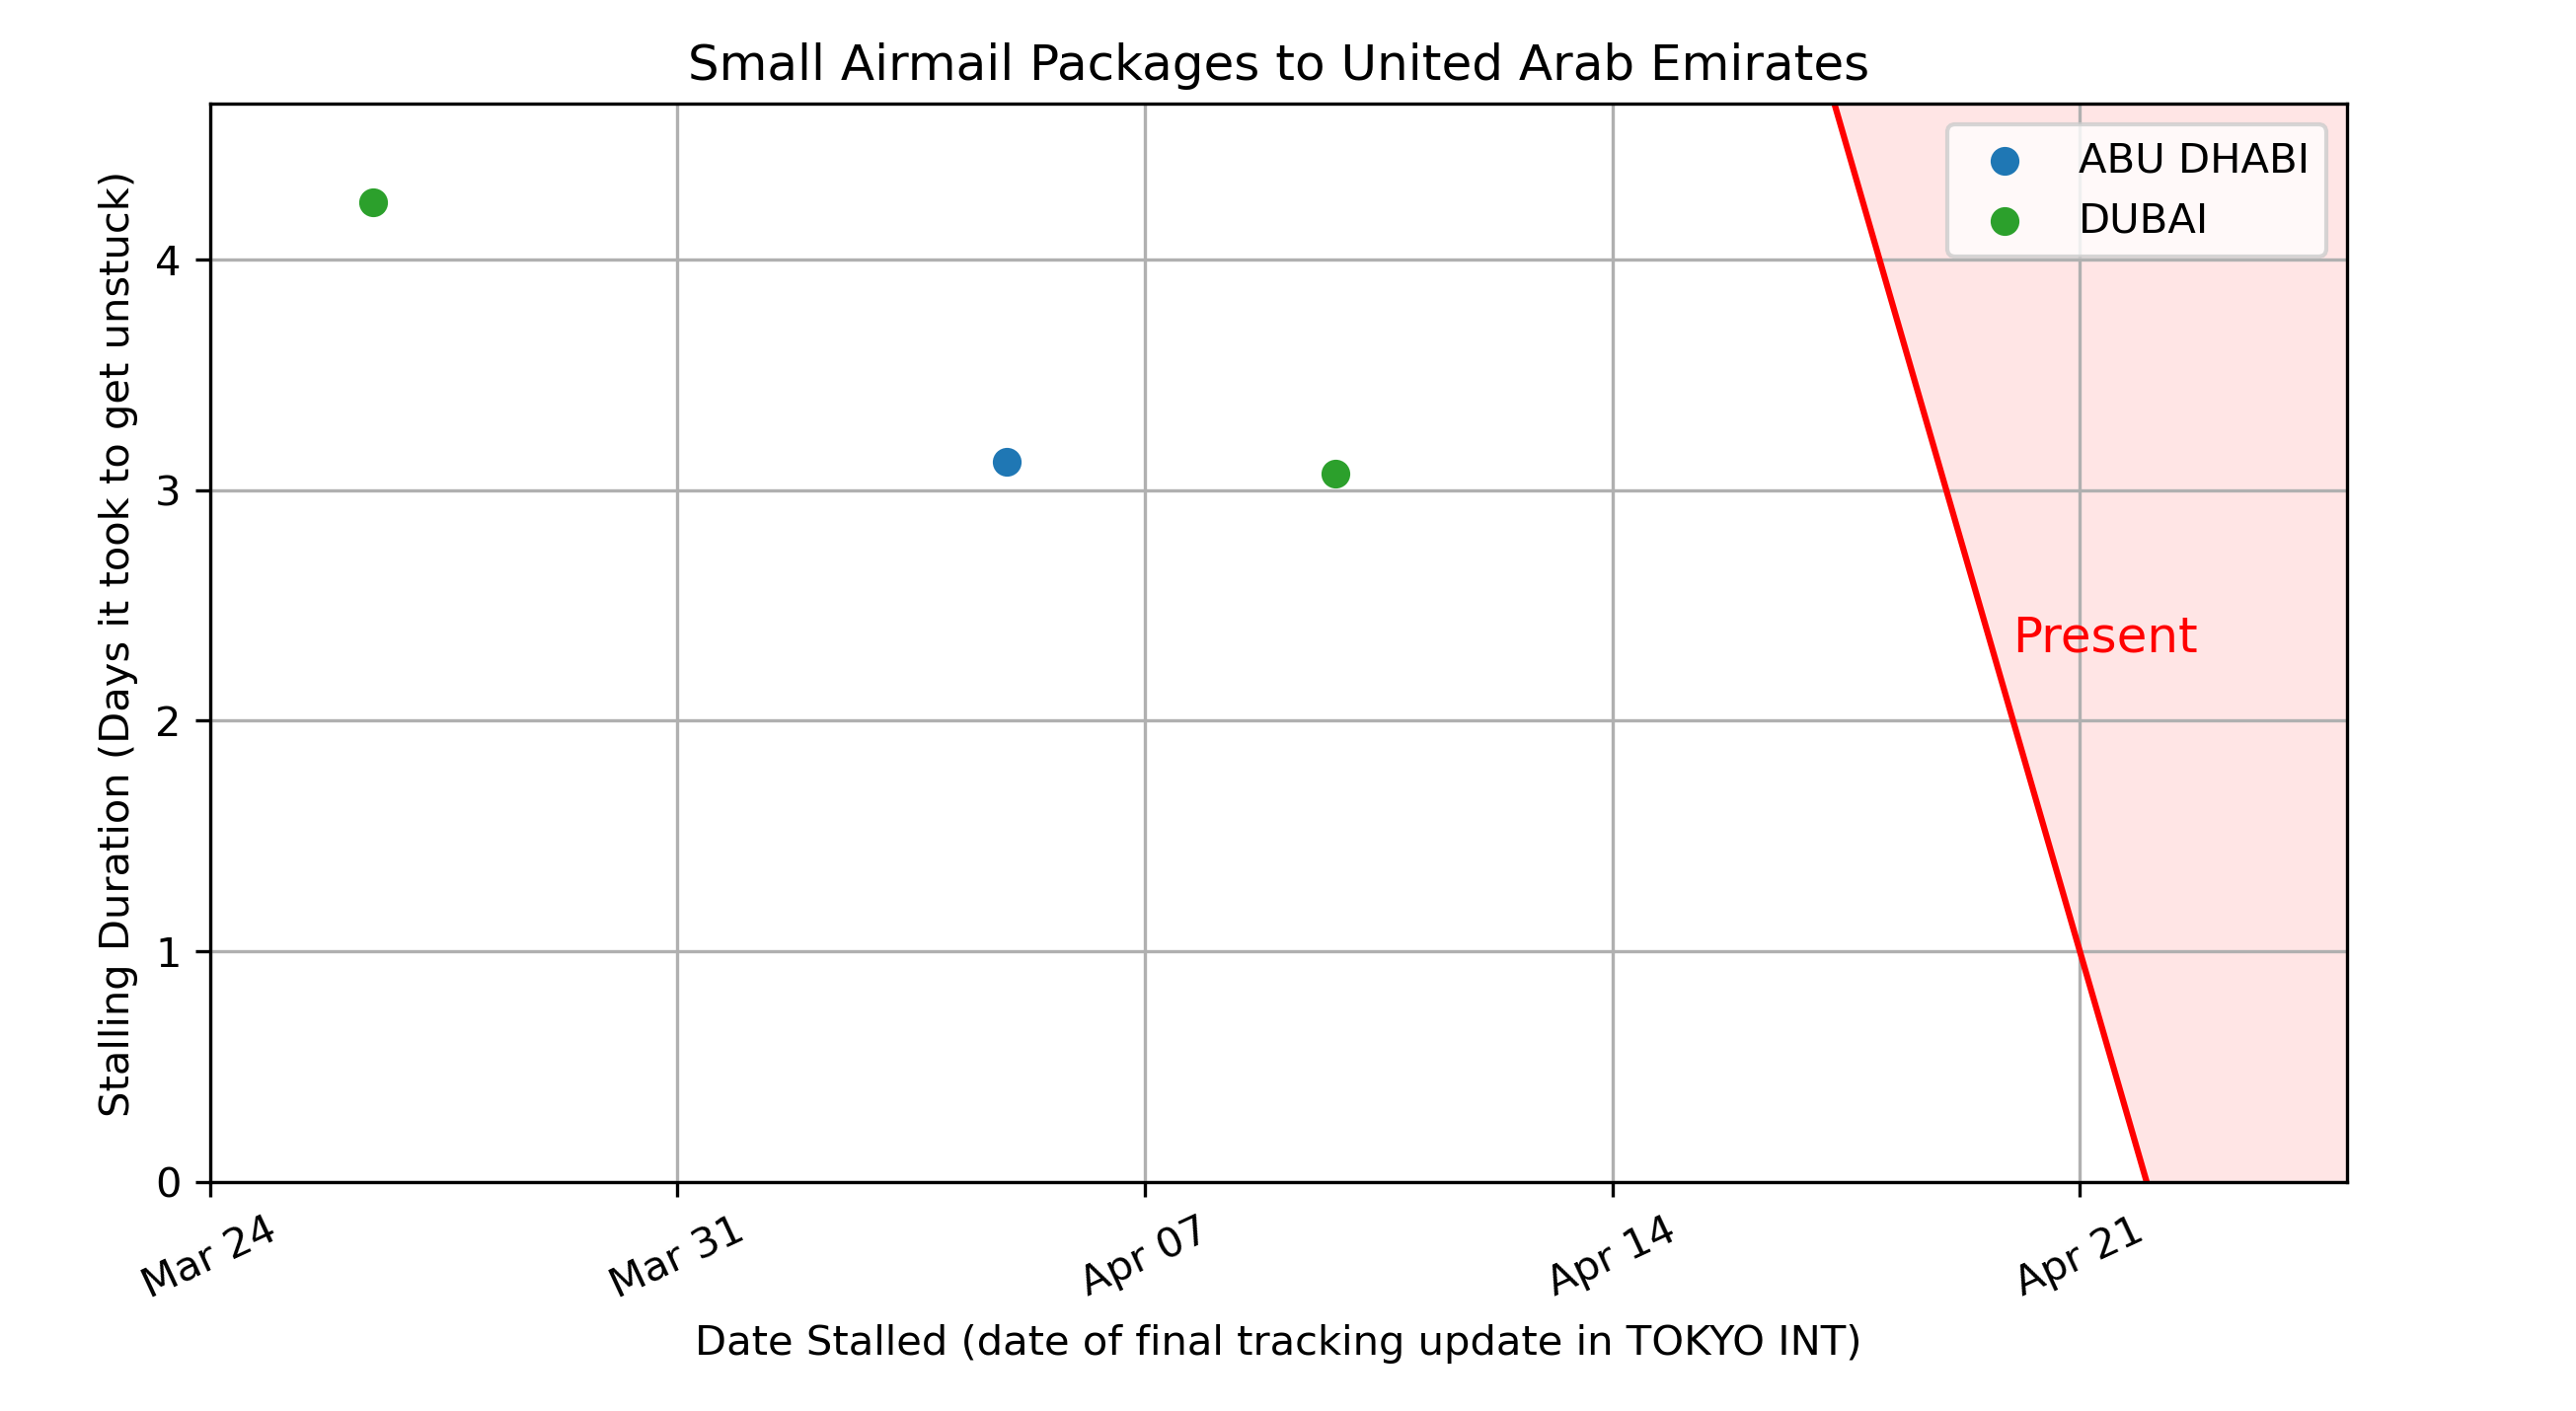 Small Airmail Packages to United Arab Emirates
Stalling Duration (Days it took to get unstuck)
4
3
2
1
0
ABU DHABI
DUBAI
Present
Mar 24
Mar 31
Apr 07
Apr 14
Apr 21
Date Stalled (date of final tracking update in TOKYO INT)